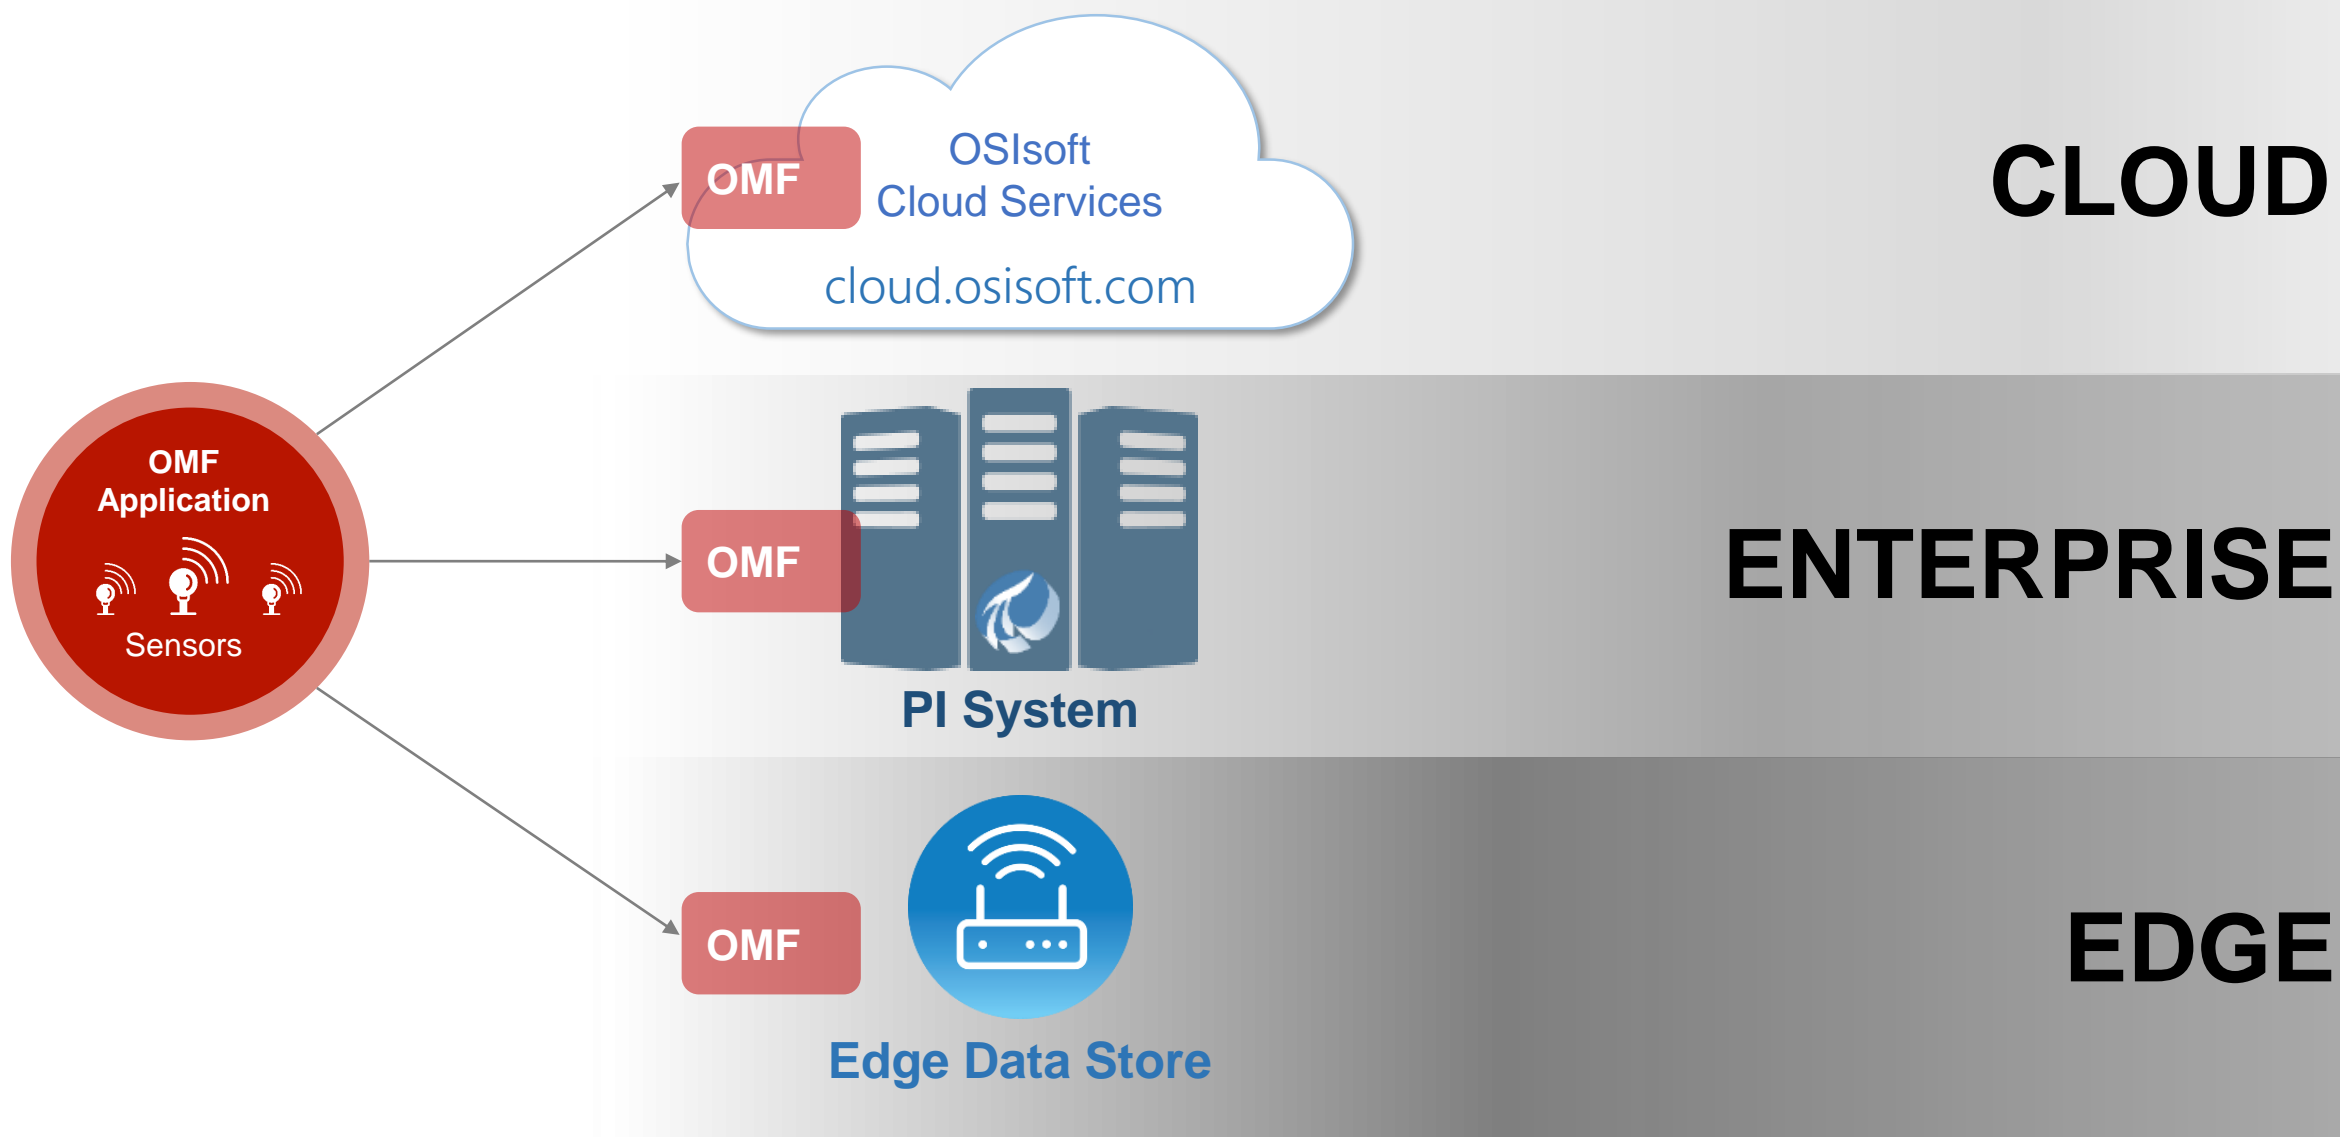 OMF
OSIsoft
Cloud Services
cloud.osisoft.com
CLOUD
OMF
Application
Sensors
OMF
PI System
ENTERPRISE
OMF
Edge Data Store
EDGE